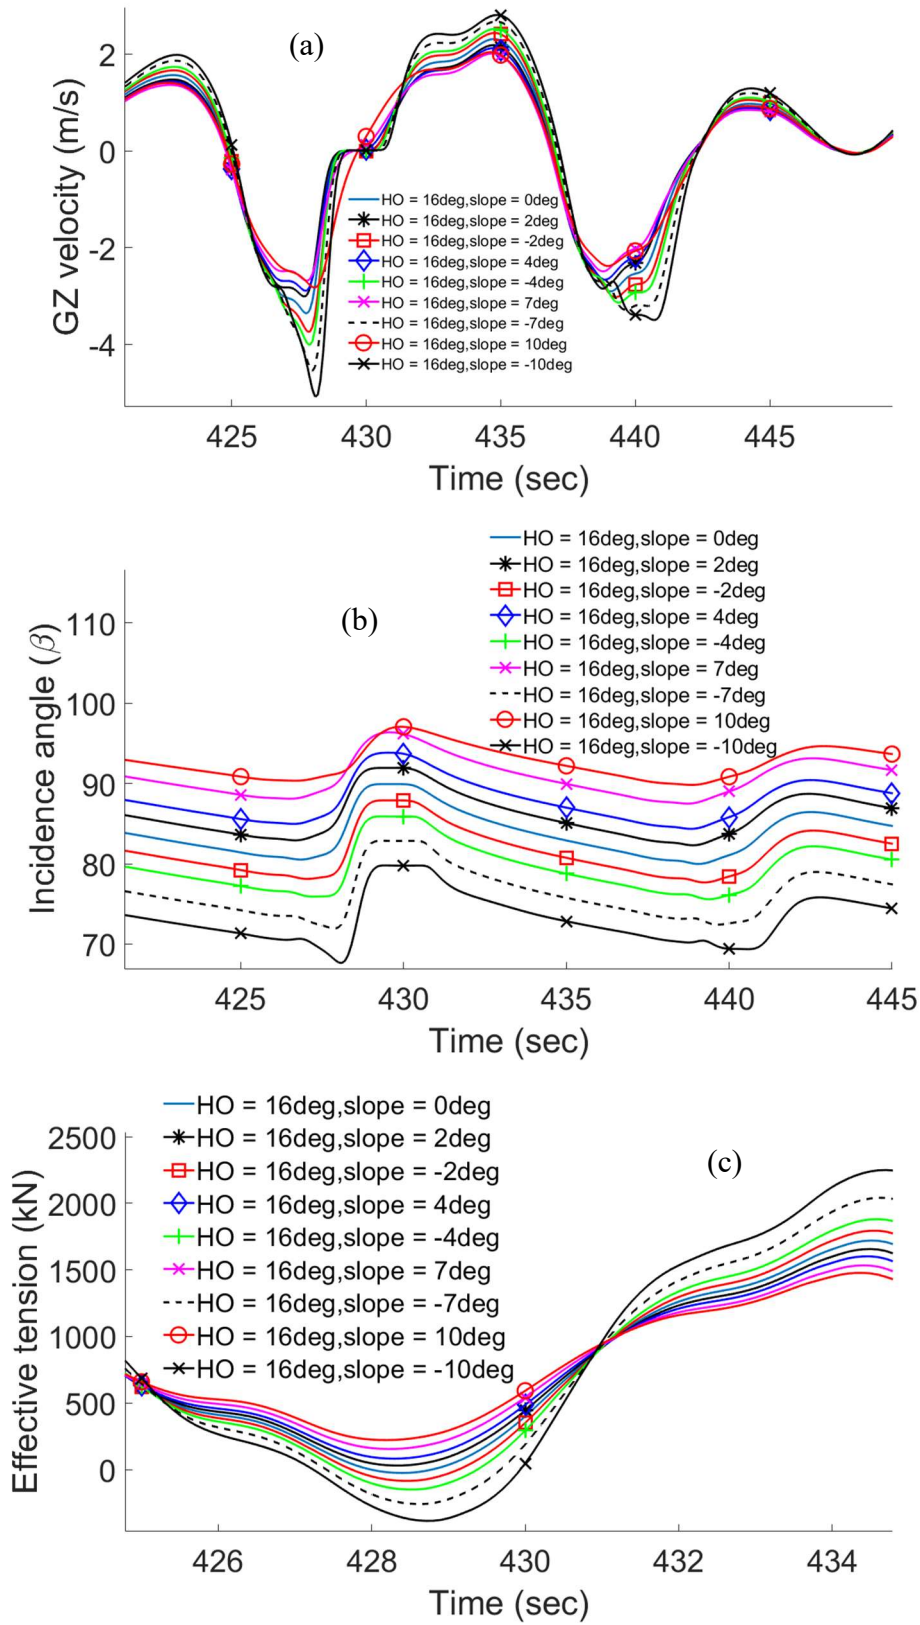 (a)
GZ velocity (m/s)
2
0
-2
-4
HO = 16deg,slope = 0deg
HO = 16deg,slope = 2deg
HO = 16deg,slope = -2deg
HO = 16deg,slope = 4deg
HO = 16deg,slope = -4deg
HO = 16deg,slope = 7deg
HO = 16deg,slope = -7deg
HO = 16deg,slope = 10deg
HO = 16deg,slope = -10deg
425 430 435 440 445
Time (sec)
HO = 16deg,slope = 0deg
HO = 16deg,slope = 2deg
HO = 16deg,slope = -2deg
HO = 16deg,slope = 4deg
HO = 16deg,slope = -4deg
HO = 16deg,slope = 7deg
HO = 16deg,slope = -7deg
HO = 16deg,slope = 10deg
HO = 16deg,slope = -10deg
(b)
Incidence angle (β)
110
100
90
80
70
425 430 435 440 445
Time (sec)
HO = 16deg,slope = 0deg
HO = 16deg,slope = 2deg
HO = 16deg,slope = -2deg
HO = 16deg,slope = 4deg
HO = 16deg,slope = -4deg
HO = 16deg,slope = 7deg
HO = 16deg,slope = -7deg
HO = 16deg,slope = 10deg
HO = 16deg,slope = -10deg
(c)
Effective tension (kN)
2500
2000
1500
1000
500
0
426 428 430 432 434
Time (sec)